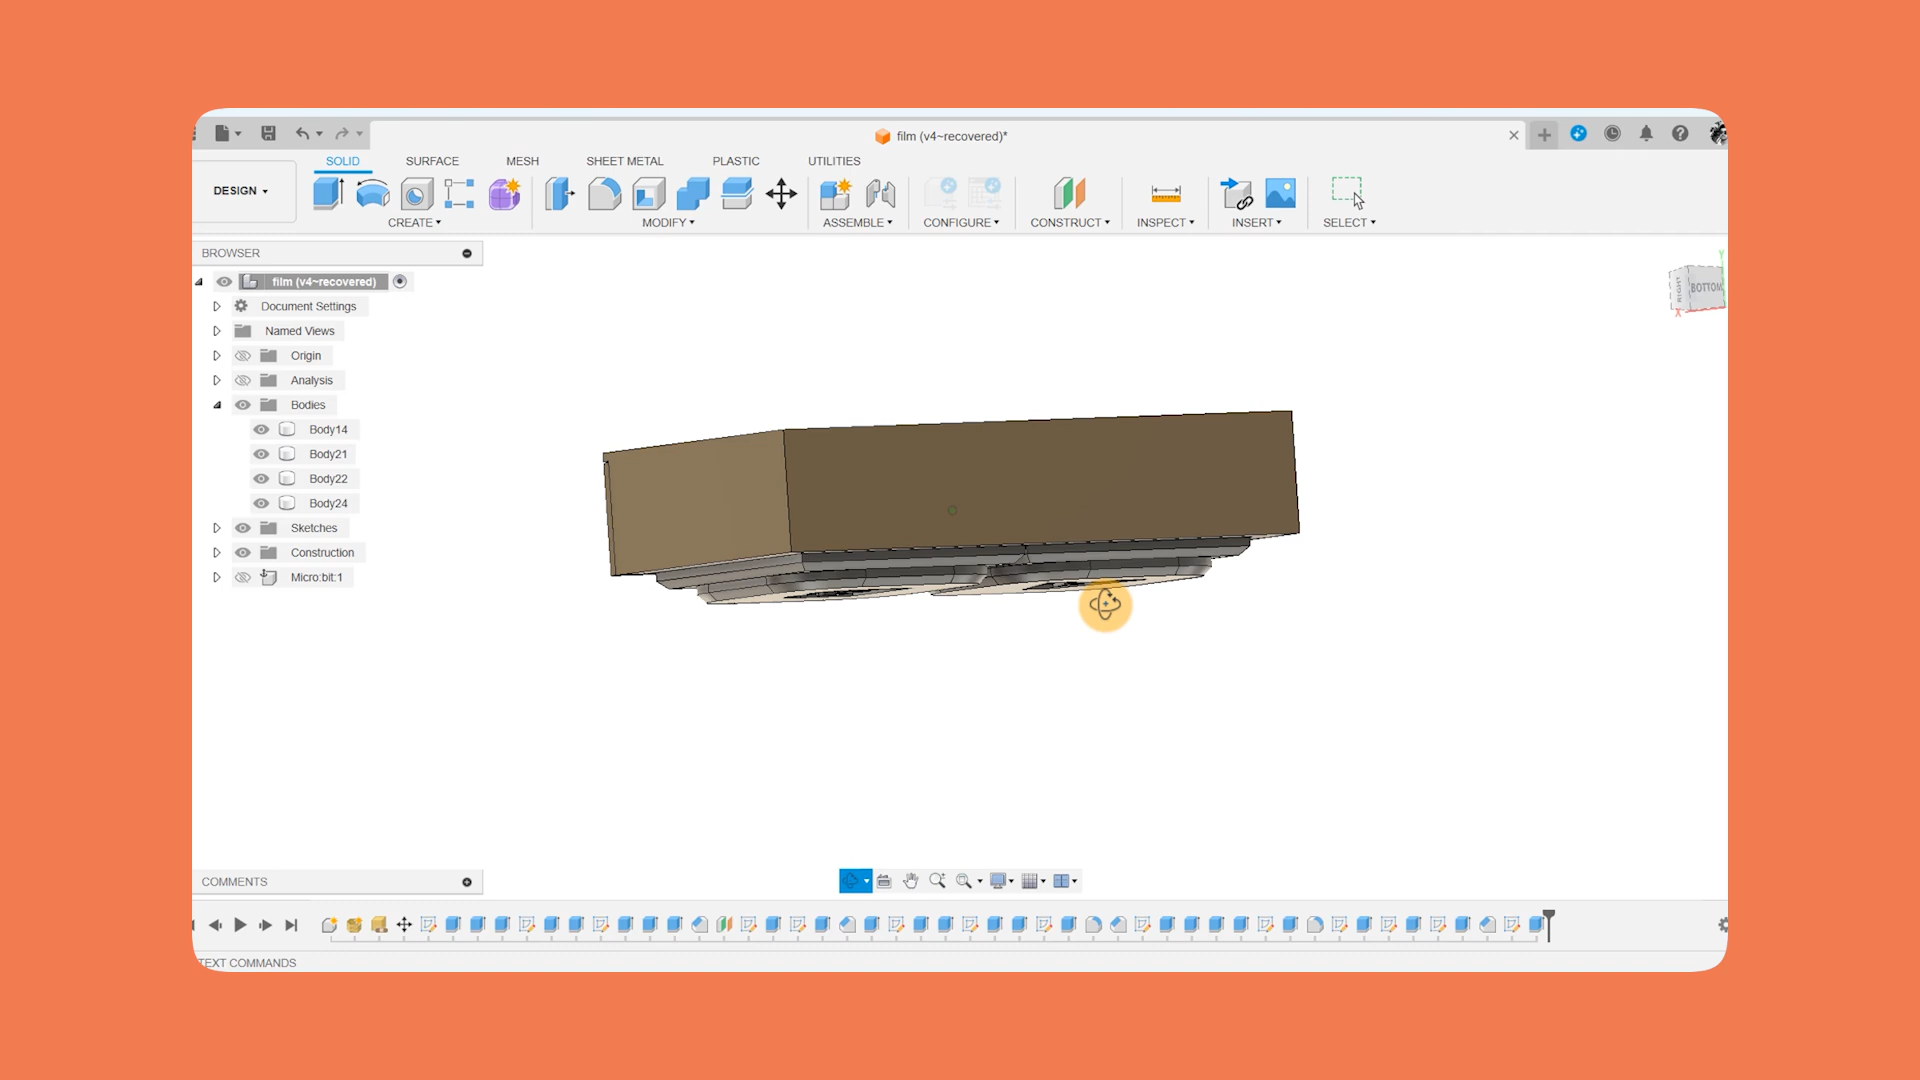 film (v4~recovered)*
SOLID
SURFACE
MESH
SHEET METAL
PLASTIC
UTILITIES
DESIGN
CREATE
MODIFY
ASSEMBLE
CONFIGURE
CONSTRUCT
INSPECT
INSERT
SELECT
BROWSER
film (v4~recovered)
Document Settings
Named Views
Origin
Analysis
Bodies
Body14
Body21
Body22
Body24
Sketches
Construction
Micro:bit:1
Y
RIGHT
BOTTOM
X
COMMENTS
TEXT COMMANDS